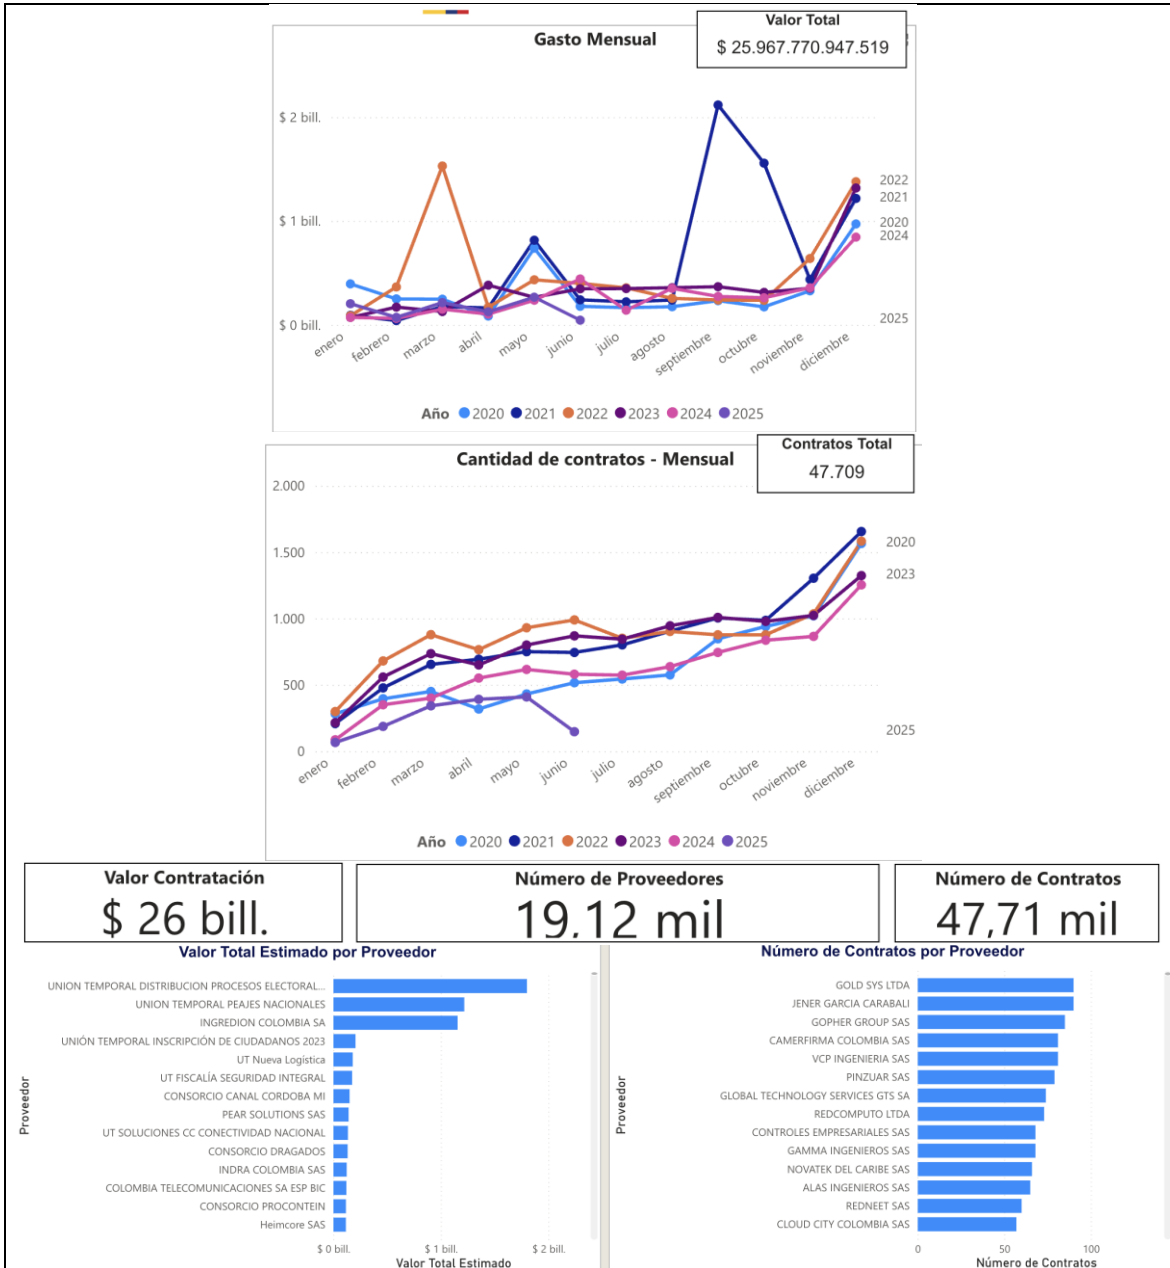 Gasto Mensual
Valor Total
$ 25.967.770.947.519
$ 2 bill.
$ 1 bill.
$ 0 bill.
2022
2021
2020
2024
2025
enero
febrero
marzo
abril
mayo
junio
julio
agosto
septiembre
octubre
noviembre
diciembre
Año 2020 2021 2022 2023 2024 2025
Cantidad de contratos - Mensual
Contratos Total
47.709
2.000
1.500
1.000
500
0
2020
2023
2025
enero
febrero
marzo
abril
mayo
junio
julio
agosto
septiembre
octubre
noviembre
diciembre
Año 2020 2021 2022 2023 2024 2025
Valor Contratación
$ 26 bill.
Número de Proveedores
19,12 mil
Número de Contratos
47,71 mil
Valor Total Estimado por Proveedor
Proveedor
UNION TEMPORAL DISTRIBUCION PROCESOS ELECTORAL...
UNION TEMPORAL PEAJES NACIONALES
INGREDION COLOMBIA SA
UNIÓN TEMPORAL INSCRIPCIÓN DE CIUDADANOS 2023
UT Nueva Logística
UT FISCALÍA SEGURIDAD INTEGRAL
CONSORCIO CANAL CORDOBA MI
PEAR SOLUTIONS SAS
UT SOLUCIONES CC CONECTIVIDAD NACIONAL
CONSORCIO DRAGADOS
INDRA COLOMBIA SAS
COLOMBIA TELECOMUNICACIONES SA ESP BIC
CONSORCIO PROCONTEIN
Heimcore SAS
$ 0 bill. $ 1 bill. $ 2 bill.
Valor Total Estimado
Número de Contratos por Proveedor
Proveedor
GOLD SYS LTDA
JENER GARCIA CARABALI
GOPHER GROUP SAS
CAMERFIRMA COLOMBIA SAS
VCP INGENIERIA SAS
PINZUAR SAS
GLOBAL TECHNOLOGY SERVICES GTS SA
REDCOMPUTO LTDA
CONTROLES EMPRESARIALES SAS
GAMMA INGENIEROS SAS
NOVATEK DEL CARIBE SAS
ALAS INGENIEROS SAS
REDNEET SAS
CLOUD CITY COLOMBIA SAS
0 50 100
Número de Contratos